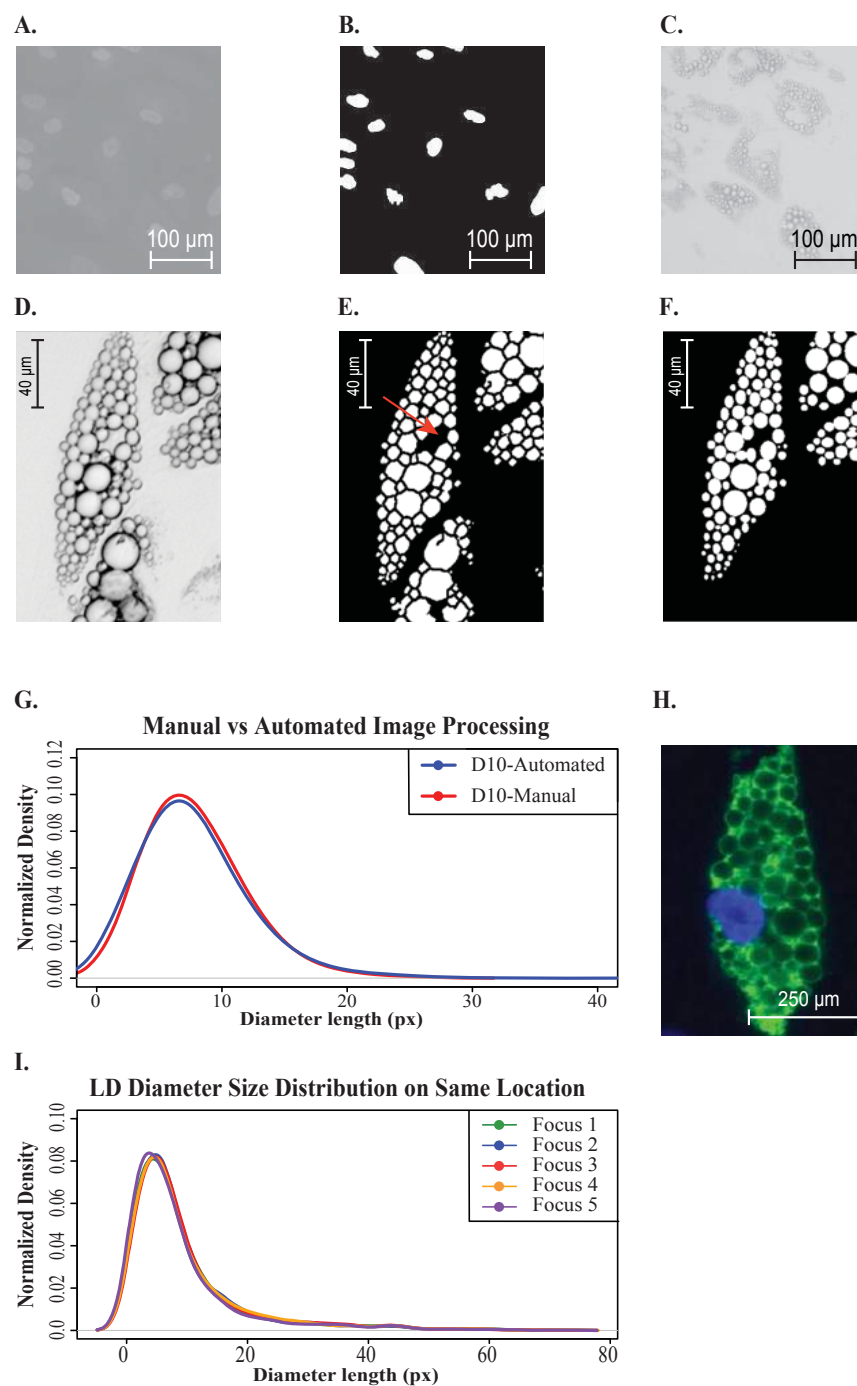 A.
B.
C.
100 µm
100 µm
100 µm
D.
E.
F.
40 µm
40 µm
40 µm
G.
H.
Manual vs Automated Image Processing
Normalized Density
0.00 0.02 0.04 0.06 0.08 0.10 0.12
D10-Automated
D10-Manual
0 10 20 30 40
Diameter length (px)
250 µm
I.
LD Diameter Size Distribution on Same Location
Normalized Density
0.0 0.02 0.04 0.06 0.08 0.10
Focus 1
Focus 2
Focus 3
Focus 4
Focus 5
0 20 40 60 80
Diameter length (px)